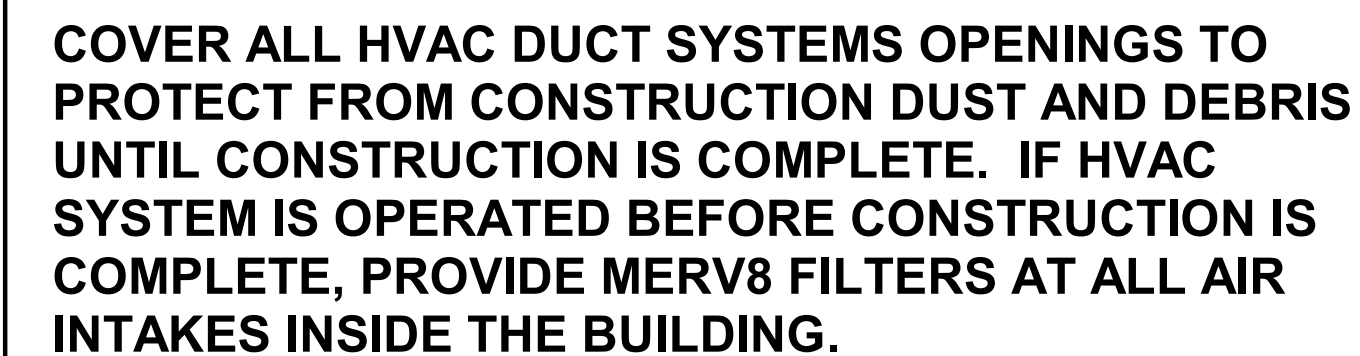 COVER ALL HVAC DUCT SYSTEMS OPENINGS TO
PROTECT FROM CONSTRUCTION DUST AND DEBRIS
UNTIL CONSTRUCTION IS COMPLETE.  IF HVAC
SYSTEM IS OPERATED BEFORE CONSTRUCTION IS
COMPLETE, PROVIDE MERV8 FILTERS AT ALL AIR
INTAKES INSIDE THE BUILDING.